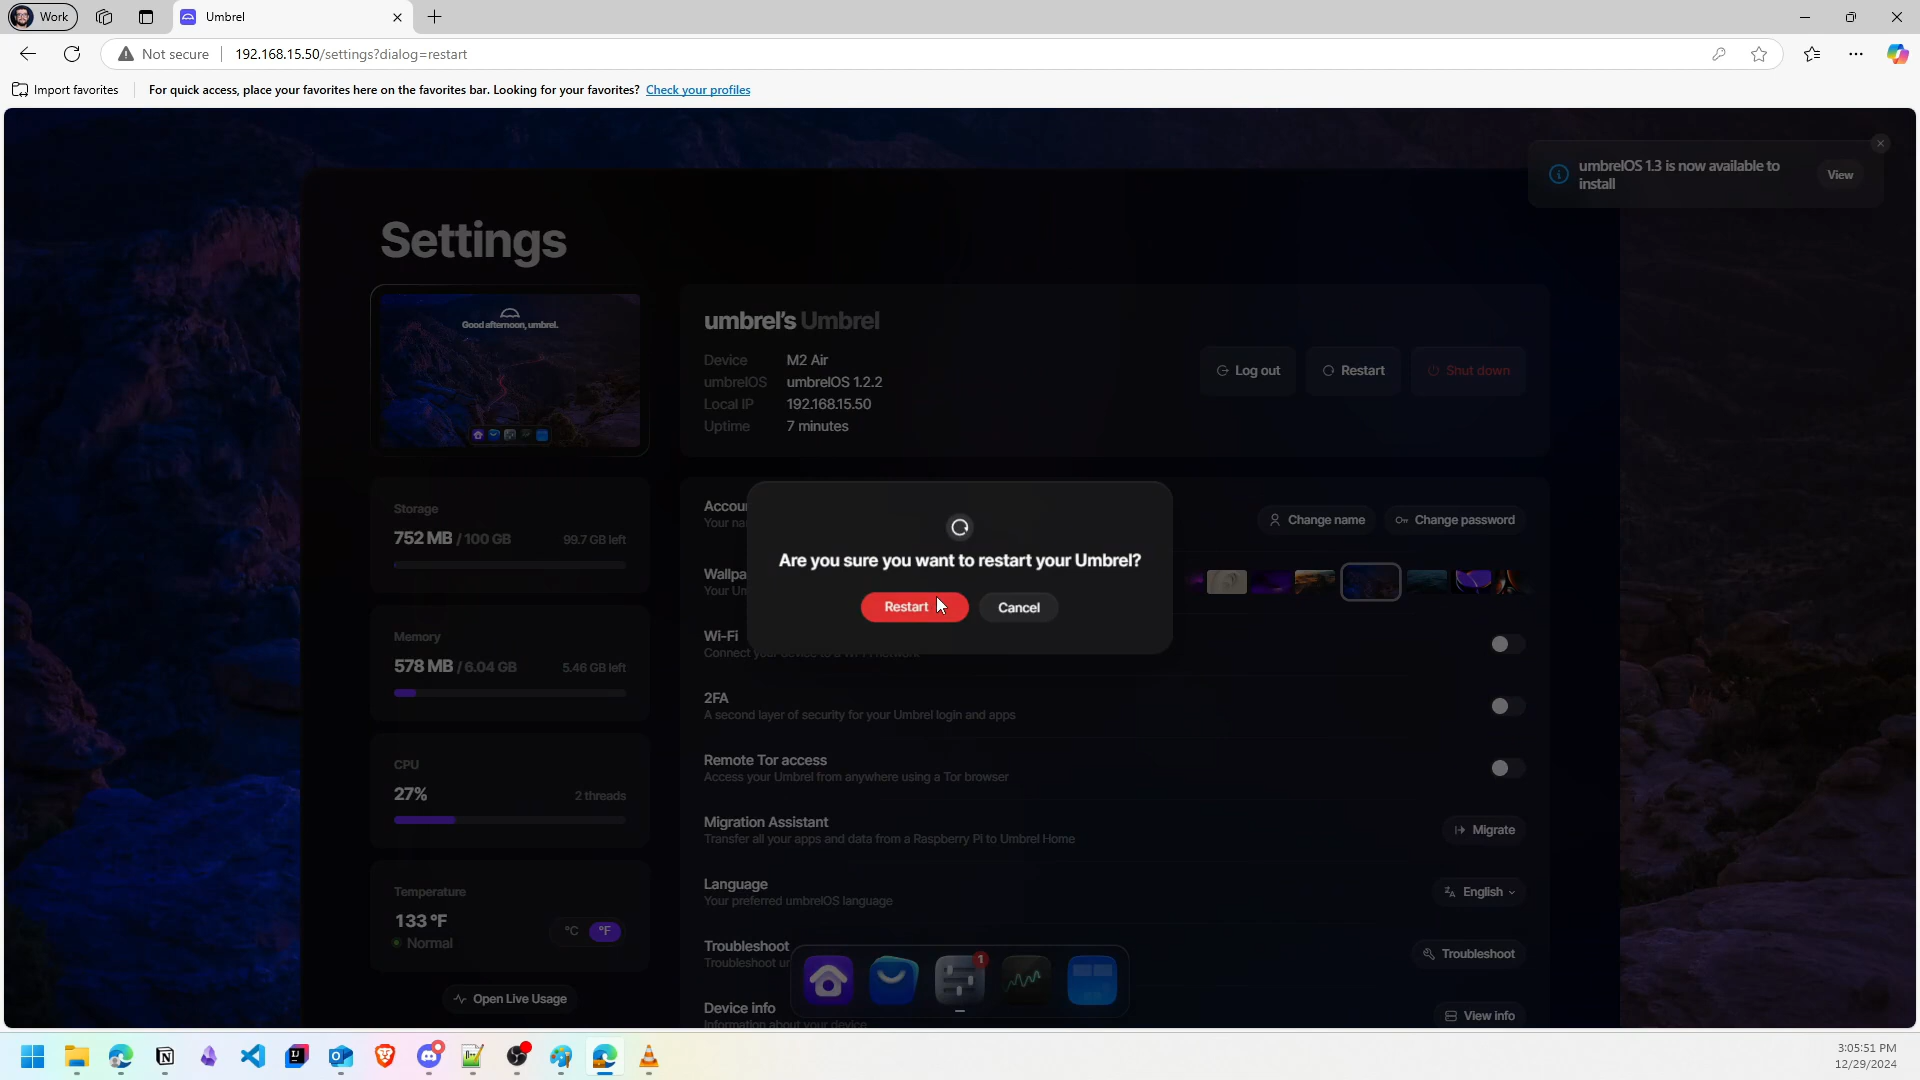 Work
Umbrel
Not secure
192.168.15.50/settings?dialog=restart
Import favorites
For quick access, place your favorites here on the favorites bar. Looking for your favorites? Check your profiles
umbrelOS 1.3 is now available to
install
View
Settings
Good afternoon, umbrel.
umbrel's Umbrel
Device M2 Air
umbrelOS umbrelOS 1.2.2
Local IP 192.168.15.50
Uptime 7 minutes
Log out
Restart
Shut down
Storage
752 MB / 100 GB 99.7 GB left
Memory
578 MB / 6.04 GB 5.46 GB left
CPU
27% 2 threads
Temperature
133 °F
Normal
°C
°F
Open Live Usage
Are you sure you want to restart your Umbrel?
Restart
Cancel
Change name
Change password
Wi-Fi
2FA
A second layer of security for your Umbrel login and apps
Remote Tor access
Access your Umbrel from anywhere using a Tor browser
Migration Assistant
Transfer all your apps and data from a Raspberry Pi to Umbrel Home
Migrate
Language
Your preferred umbrelOS language
English
Troubleshoot
Troubleshoot
1
Device info
Information about your device
View info
3:05:51 PM
12/29/2024